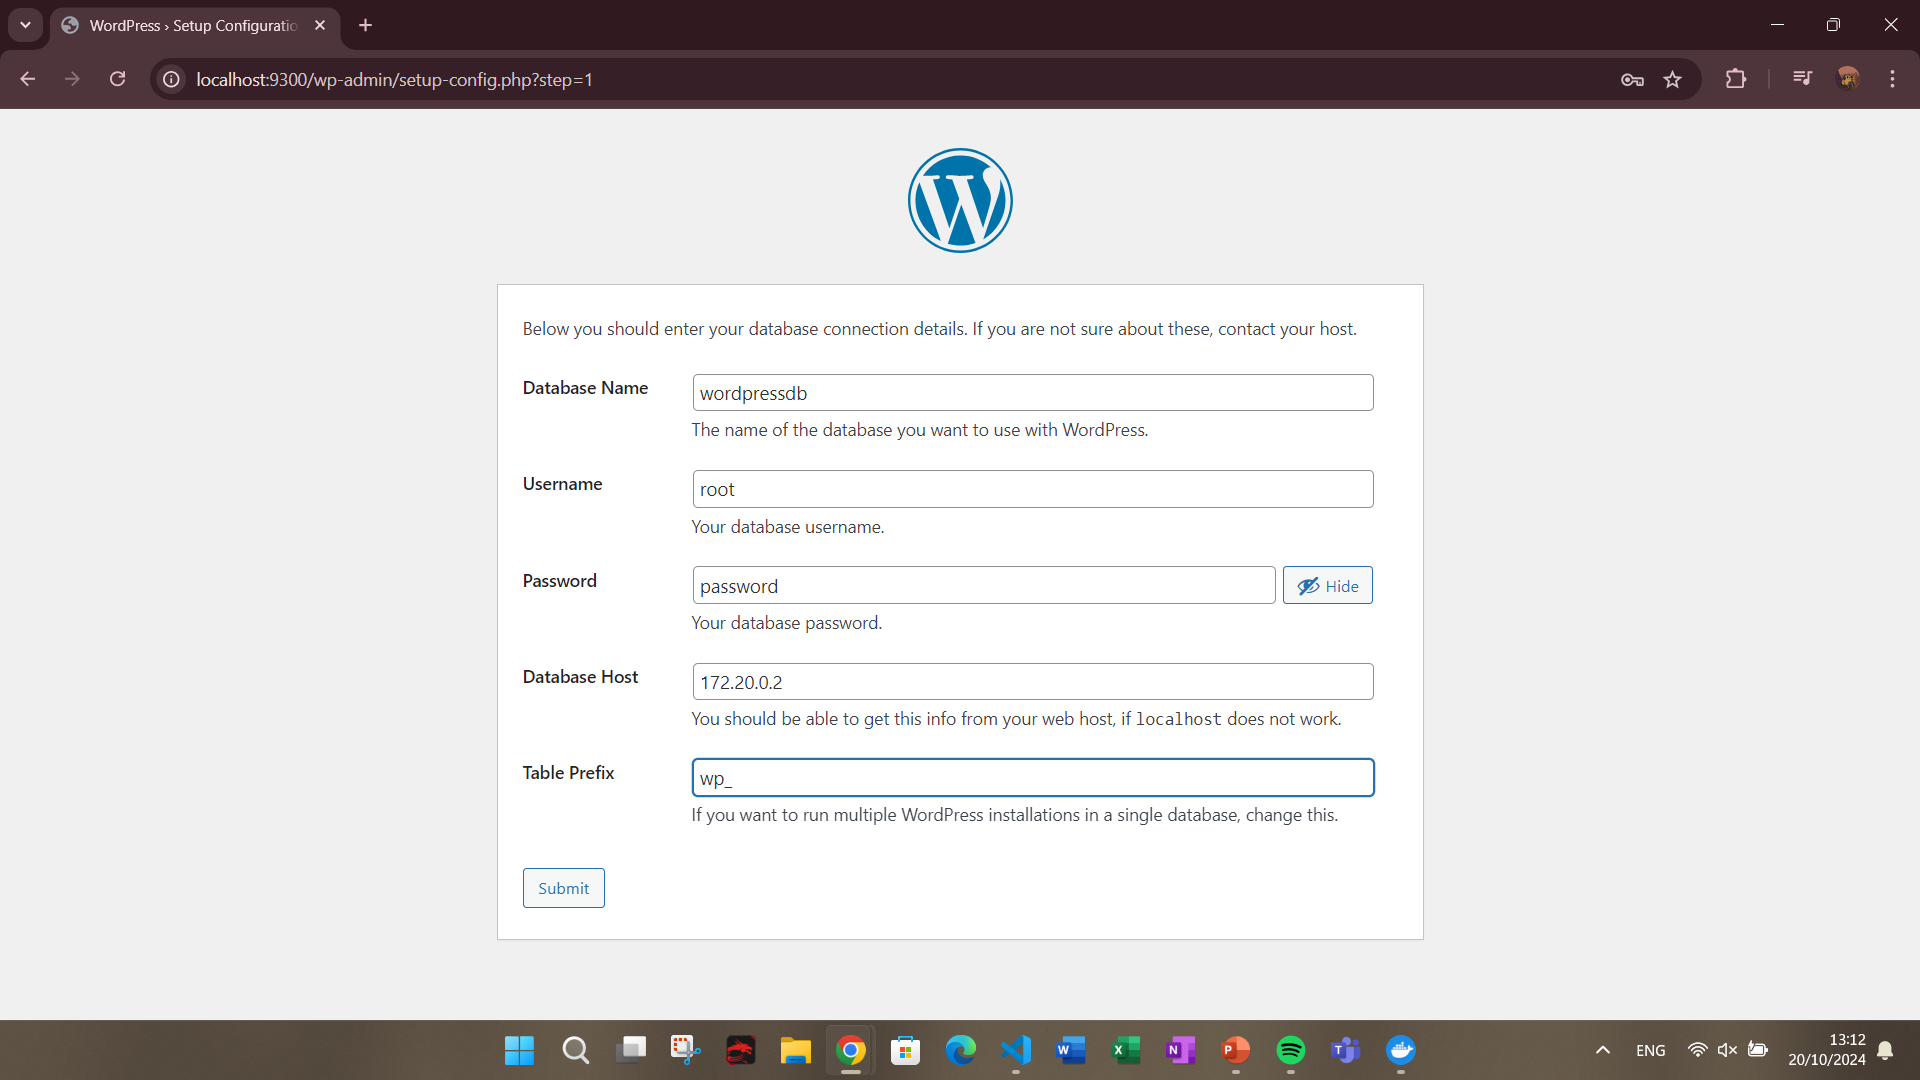 WordPress › Setup Configuratio
localhost:9300/wp-admin/setup-config.php?step=1
Below you should enter your database connection details. If you are not sure about these, contact your host.
Database Name
wordpressdb
The name of the database you want to use with WordPress.
Username
root
Your database username.
Password
password
Hide
Your database password.
Database Host
172.20.0.2
You should be able to get this info from your web host, if localhost does not work.
Table Prefix
wp_
If you want to run multiple WordPress installations in a single database, change this.
Submit
ENG
13:12
20/10/2024